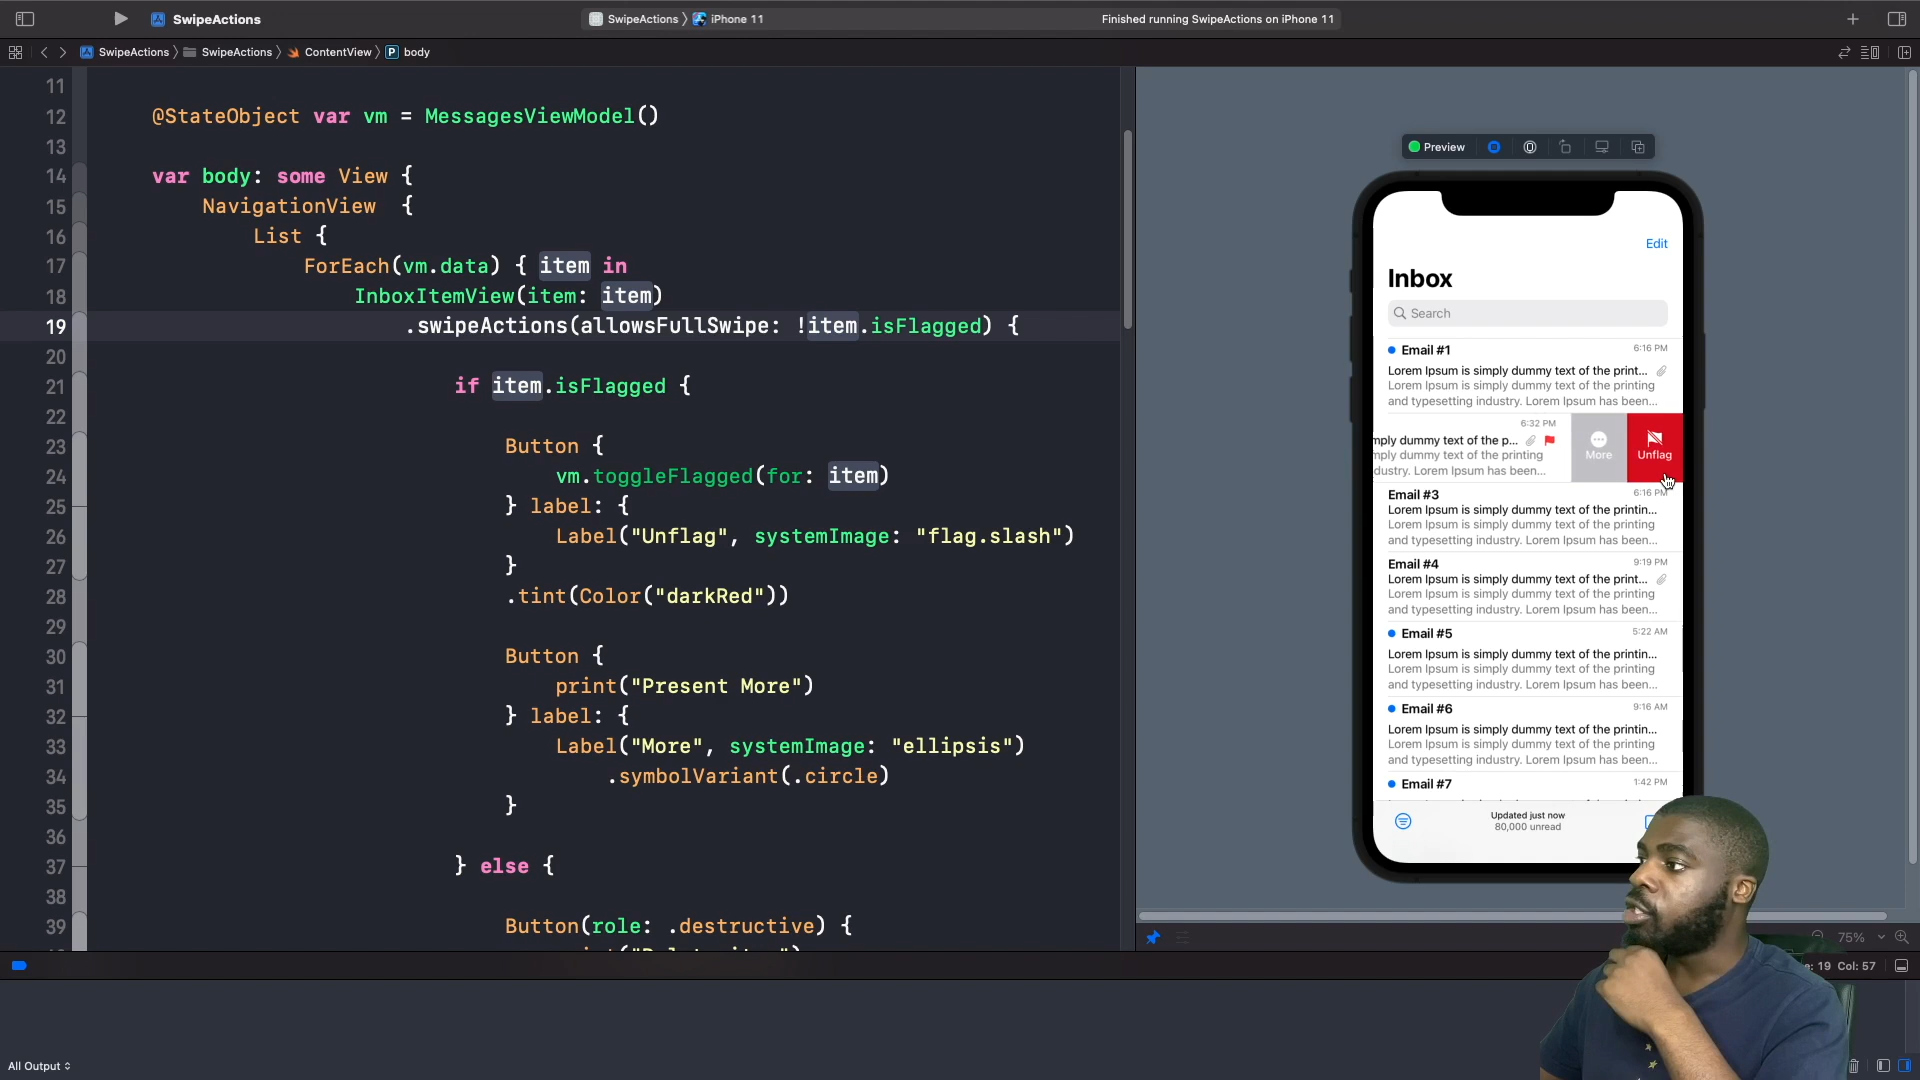 SwipeActions
SwipeActions 〉 iPhone 11
Finished running SwipeActions on iPhone 11
SwipeActions 〉 SwipeActions 〉 ContentView 〉 P body
11
12 @StateObject var vm = MessagesViewModel()
13
14 var body: some View {
15 NavigationView  {
16 List {
17 ForEach(vm.data) { item in
18 InboxItemView(item: item)
19 .swipeActions(allowsFullSwipe: !item.isFlagged) {
20
21 if item.isFlagged {
22
23 Button {
24 vm.toggleFlagged(for: item)
25 } label: {
26 Label("Unflag", systemImage: "flag.slash")
27 }
28 .tint(Color("darkRed"))
29
30 Button {
31 print("Present More")
32 } label: {
33 Label("More", systemImage: "ellipsis")
34 .symbolVariant(.circle)
35 }
36
37 } else {
38
39 Button(role: .destructive) {
Preview
Edit
Inbox
Search
Email #1 6:16 PM
Lorem Ipsum is simply dummy text of the print...
Lorem Ipsum is simply dummy text of the printing
and typesetting industry. Lorem Ipsum has been...
6:32 PM
mply dummy text of the p...
ply dummy text of the printing
dustry. Lorem Ipsum has been...
More
Unflag
Email #3 6:16 PM
Lorem Ipsum is simply dummy text of the printin...
Lorem Ipsum is simply dummy text of the printing
and typesetting industry. Lorem Ipsum has been...
Email #4 9:19 PM
Lorem Ipsum is simply dummy text of the print...
Lorem Ipsum is simply dummy text of the printing
and typesetting industry. Lorem Ipsum has been...
Email #5 5:22 AM
Lorem Ipsum is simply dummy text of the printin...
Lorem Ipsum is simply dummy text of the printing
and typesetting industry. Lorem Ipsum has been...
Email #6 9:16 AM
Lorem Ipsum is simply dummy text of the printin...
Lorem Ipsum is simply dummy text of the printing
and typesetting industry. Lorem Ipsum has been...
Email #7 1:42 PM
Updated just now
80,000 unread
75%
e: 19 Col: 57
All Output